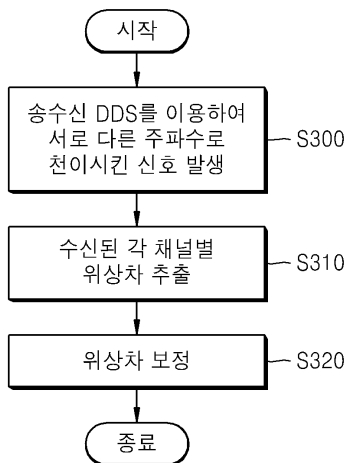 시작
송수신 DDS를 이용하여
서로 다른 주파수로
천이시킨 신호 발생
S300
수신된 각 채널별
위상차 추출
S310
위상차 보정
S320
종료